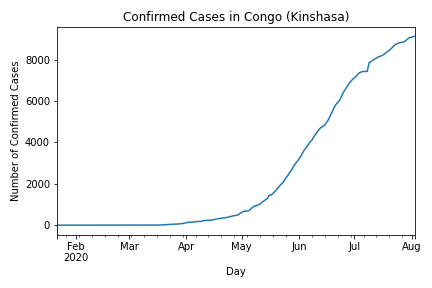 Confirmed Cases in Congo (Kinshasa)
Number of Confirmed Cases
8000
6000
4000
2000
0
Feb
2020
Mar
Apr
May
Jun
Jul
Aug
Day